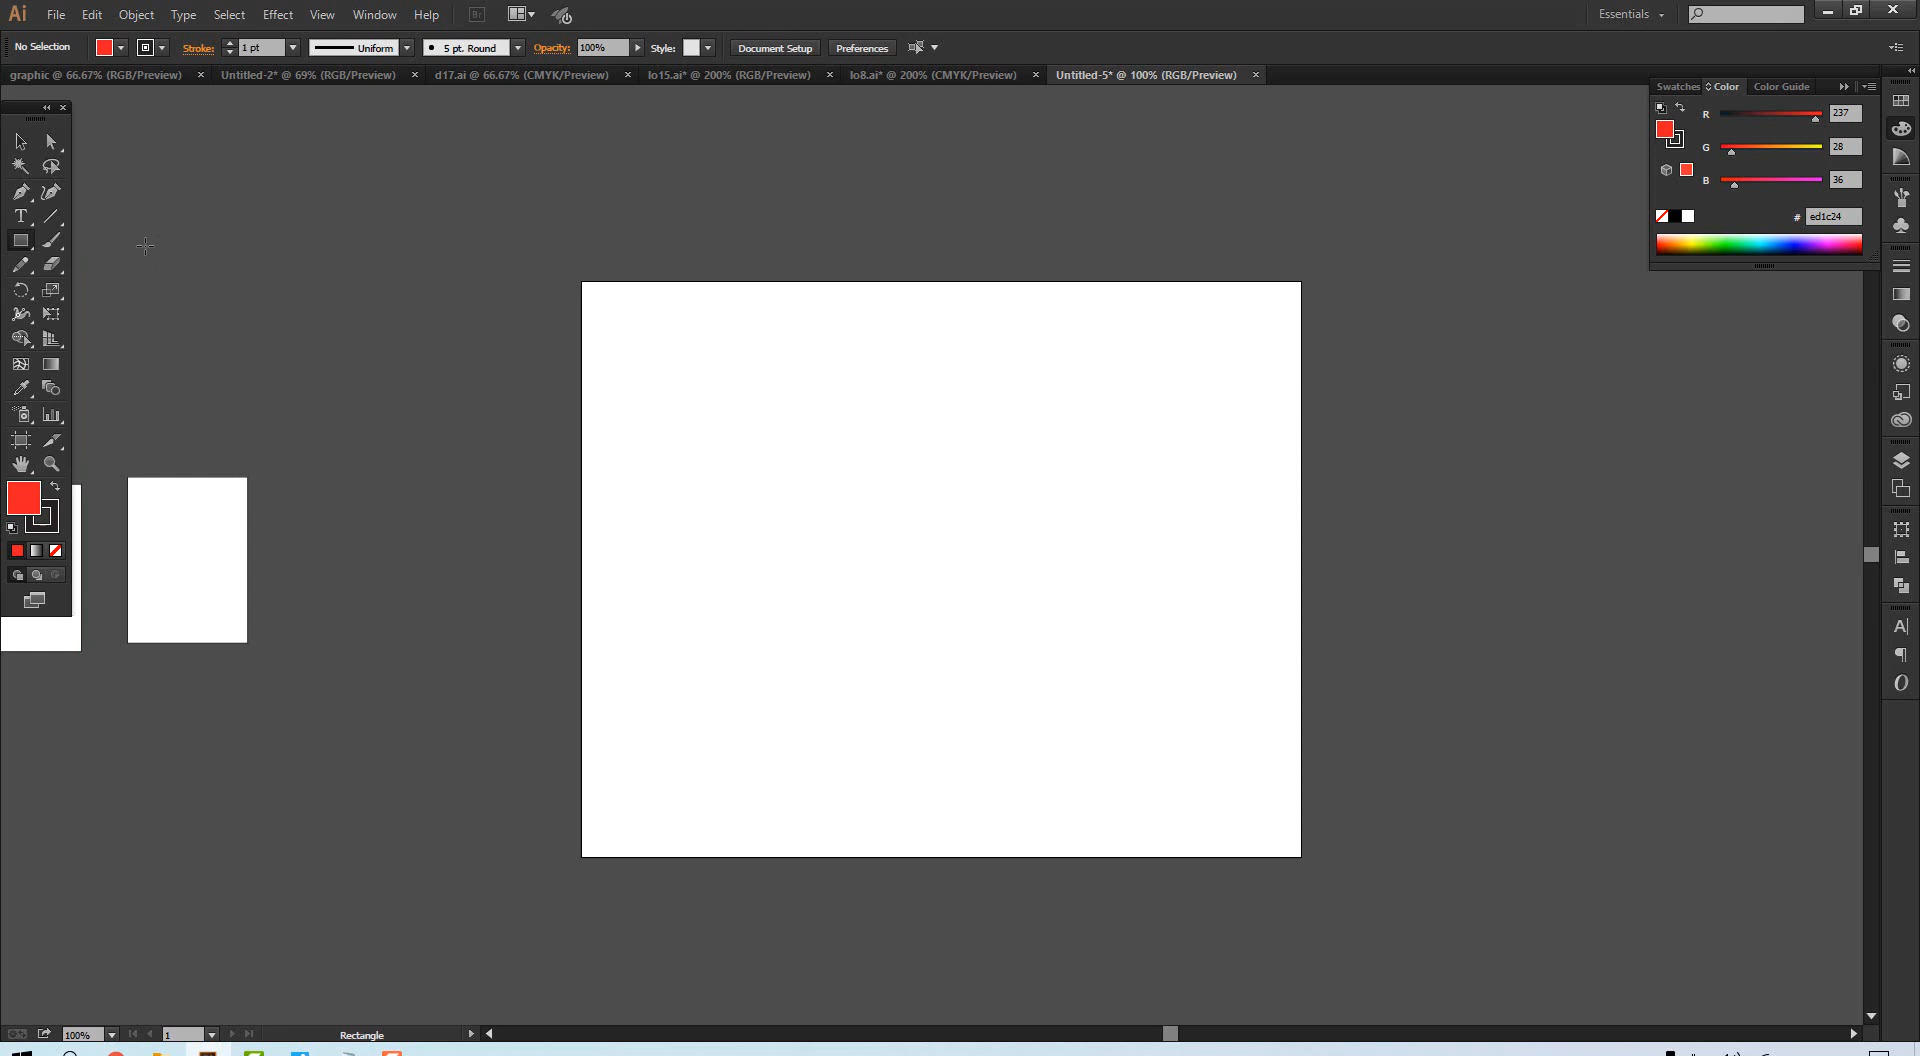 Ai File Edit Object Type Select Effect View Window Help Br Essentials
No Selection Stroke: 1 pt Uniform 5 pt. Round Opacity: 100% Style: Document Setup Preferences
graphic @ 66.67% (RGB/Preview) × Untitled-2* @ 69% (RGB/Preview) × d17.ai @ 66.67% (CMYK/Preview) × lo15.ai* @ 200% (RGB/Preview) × lo8.ai* @ 200% (CMYK/Preview) × Untitled-5* @ 100% (RGB/Preview) ×
Swatches Color Color Guide
R 237
G 28
B 36
# ed1c24
100% 1 Rectangle